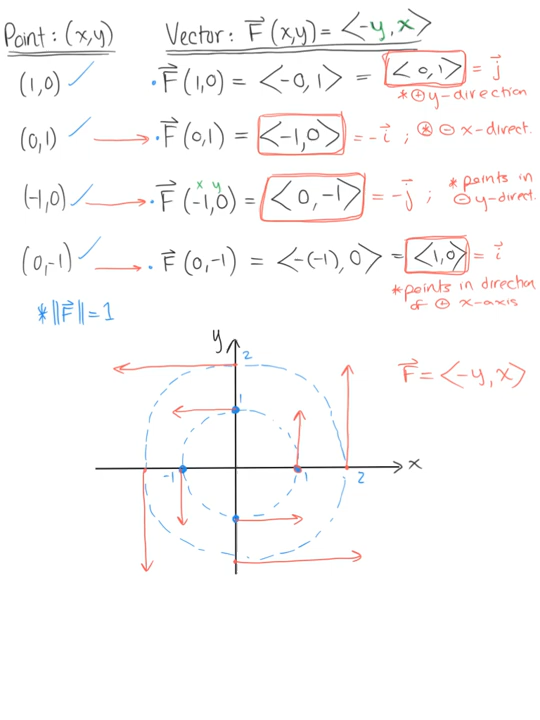 Point: (x,y) Vector: F⃗(x,y) = <-y, x>
(1,0) ✓ • F⃗(1,0) = <-0, 1> = <0,1> = j⃗
* ⊕ y-direction
(0,1) ✓ → • F⃗(0,1) = <-1,0> = -i⃗ ; ⊛ ⊖ x-direct.
x y
(-1,0) ✓ → • F⃗(-1,0) = <0,-1> = -j⃗ ; * points in
⊖ y-direct.
(0,-1) ✓ → • F⃗(0,-1) = <-(-1), 0> = <1,0> = i⃗
* points in direction
of ⊕ x-axis
* ||F⃗|| = 1
y
2
F⃗ = <-y, x>
1
x
-1 1 2